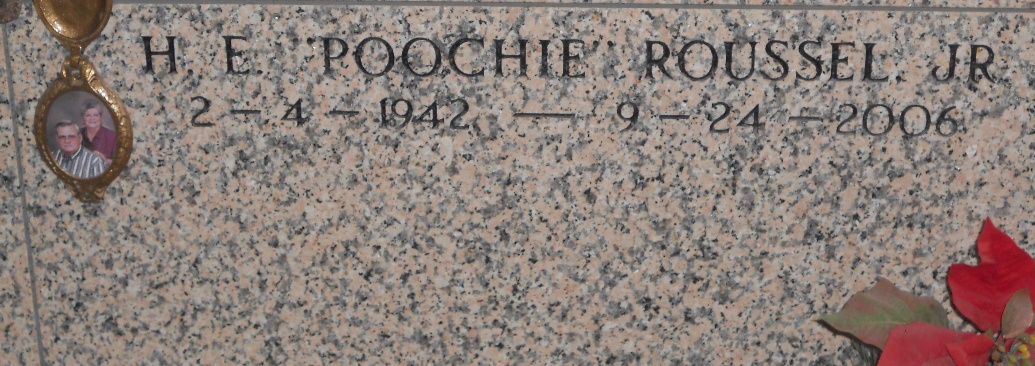 H. E. "POOCHIE" ROUSSEL, JR.
2 – 4 – 1942 — 9 – 24 – 2006